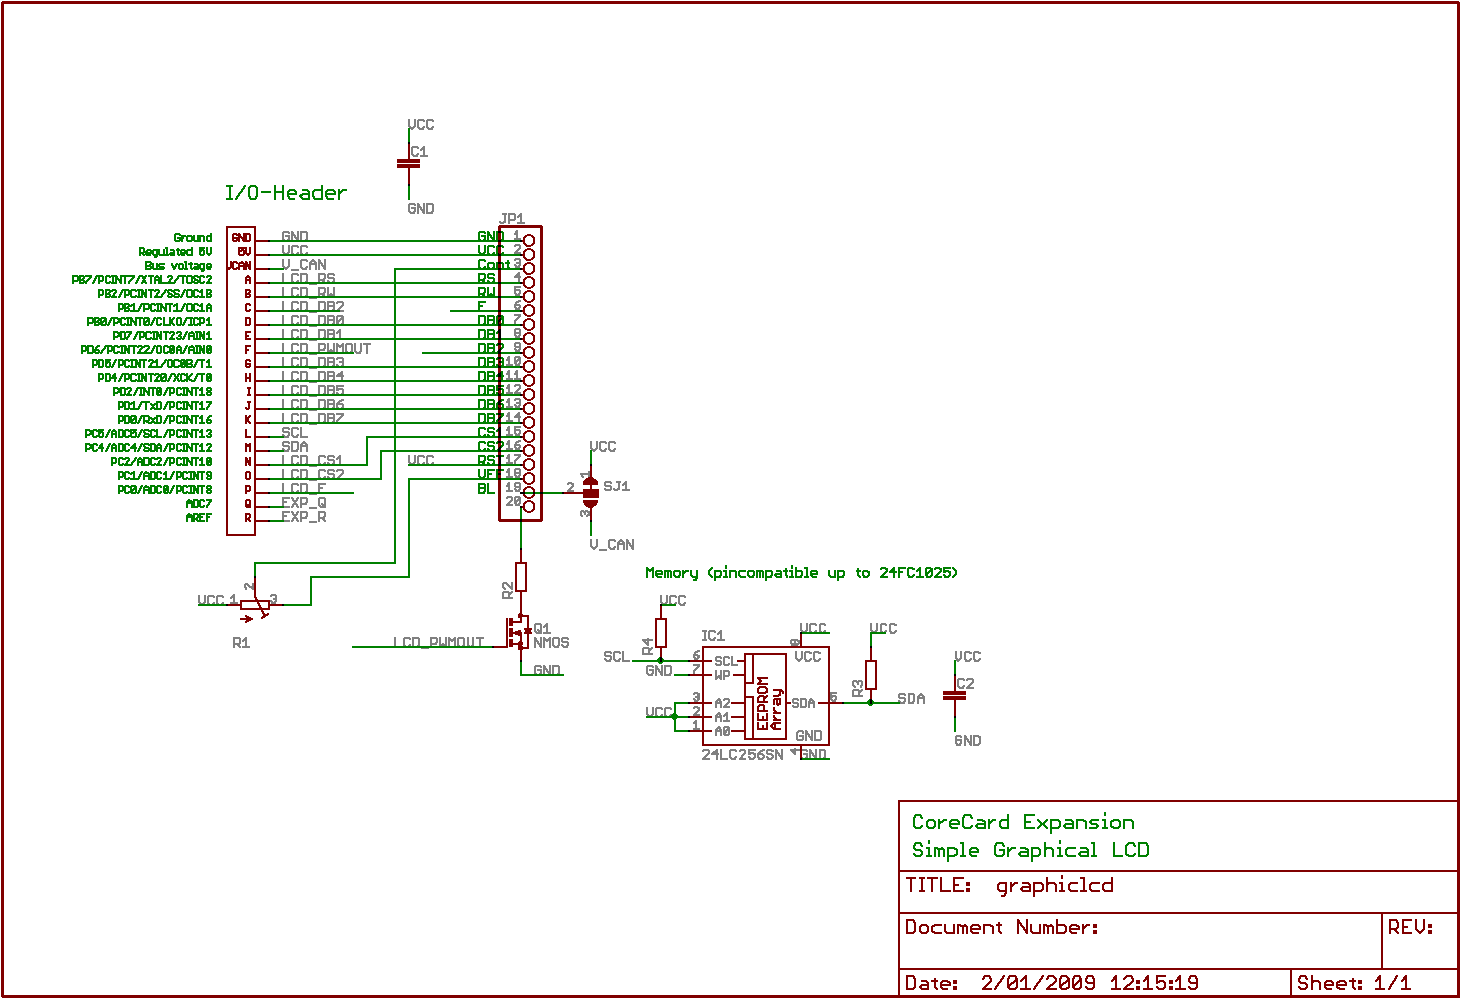 VCC
C1
GND
I/O-Header
JP1
Ground GND GND GND 1
Regulated 5V 5V VCC VCC 2
Bus voltage VCAN V_CAN Cont 3
PB7/PCINT7/XTAL2/TOSC2 A LCD_RS RS 4
PB2/PCINT2/SS/OC1B B LCD_RW RW 5
PB1/PCINT1/OC1A C LCD_DB2 F 6
PB0/PCINT0/CLKO/ICP1 D LCD_DB0 DB0 7
PD7/PCINT23/AIN1 E LCD_DB1 DB1 8
PD6/PCINT22/OC0A/AIN0 F LCD_PWMOUT DB2 9
PD5/PCINT21/OC0B/T1 G LCD_DB3 DB3 10
PD4/PCINT20/XCK/T0 H LCD_DB4 DB4 11
PD2/INT0/PCINT18 I LCD_DB5 DB5 12
PD1/TxD/PCINT17 J LCD_DB6 DB6 13
PD0/RxD/PCINT16 K LCD_DB7 DB7 14
PC5/ADC5/SCL/PCINT13 L SCL CS1 15
PC4/ADC4/SDA/PCINT12 M SDA CS2 16
PC2/ADC2/PCINT10 N LCD_CS1 VCC RST 17
PC1/ADC1/PCINT9 O LCD_CS2 18
PC0/ADC0/PCINT8 P LCD_F BL 19
ADC7 Q EXP_Q 20
AREF R EXP_R
VCC
1
2 SJ1
3
V_CAN
2
VCC 1 3
R1
R2
Q1
LCD_PWMOUT NMOS
GND
Memory (pincompatible up to 24FC1025)
VCC
R4
IC1
VCC
8
VCC
VCC
SCL 6 SCL
GND 7 WP
R3
3 A2
VCC 2 A1
1 A0
EEPROM
Array
SDA 5 SDA
GND
24LC256SN 4 GND
VCC
C2
GND
CoreCard Expansion
Simple Graphical LCD
TITLE: graphiclcd
Document Number:
REV:
Date: 2/01/2009 12:15:19
Sheet: 1/1